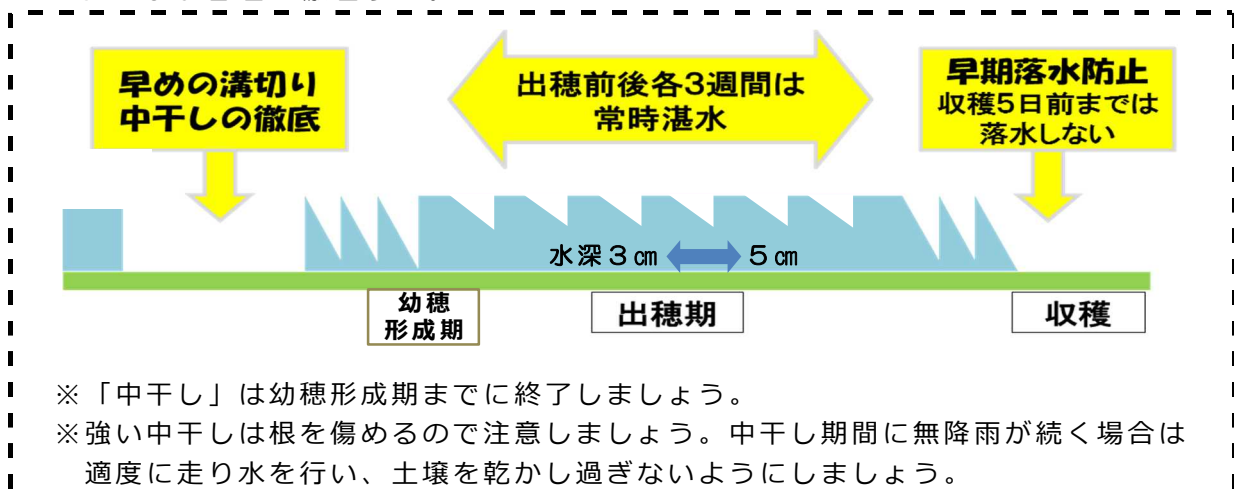 早めの溝切り
中干しの徹底
出穂前後各3週間は
常時湛水
早期落水防止
収穫5日前までは
落水しない
水深3㎝ 5㎝
幼穂
形成期
出穂期
収穫
※「中干し」は幼穂形成期までに終了しましょう。
※強い中干しは根を傷めるので注意しましょう。中干し期間に無降雨が続く場合は
適度に走り水を行い、土壌を乾かし過ぎないようにしましょう。